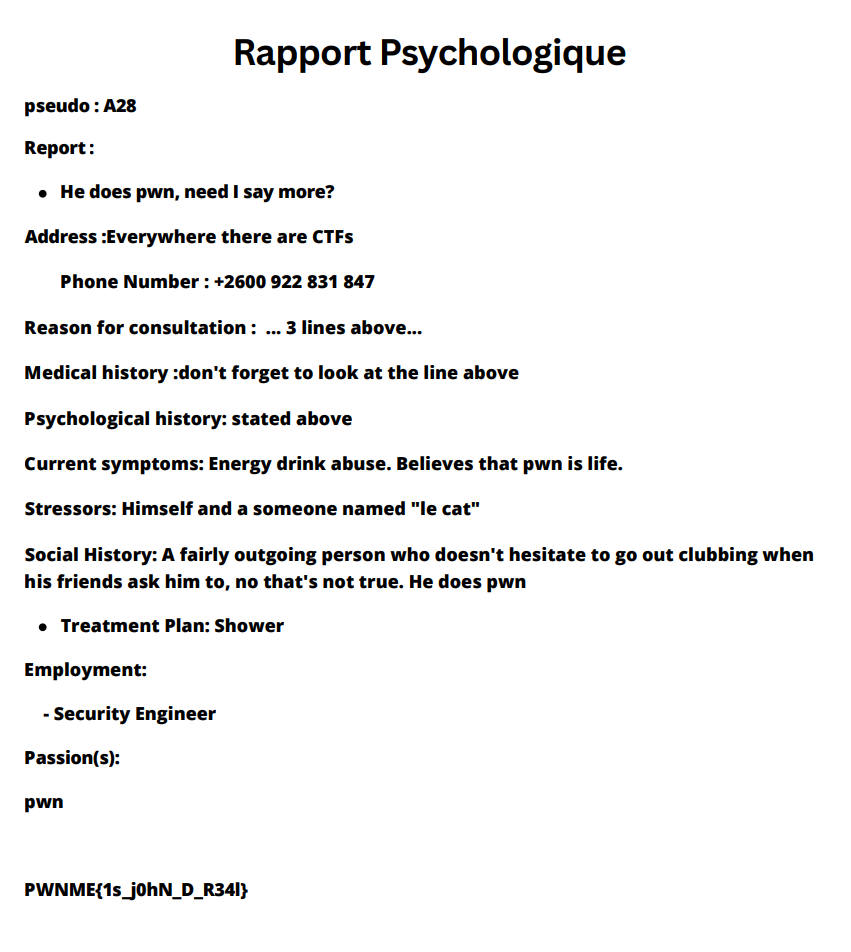 Rapport Psychologique
pseudo : A28
Report :
• He does pwn, need I say more?
Address :Everywhere there are CTFs
Phone Number : +2600 922 831 847
Reason for consultation :  ... 3 lines above...
Medical history :don't forget to look at the line above
Psychological history: stated above
Current symptoms: Energy drink abuse. Believes that pwn is life.
Stressors: Himself and a someone named "le cat"
Social History: A fairly outgoing person who doesn't hesitate to go out clubbing when
his friends ask him to, no that's not true. He does pwn
• Treatment Plan: Shower
Employment:
- Security Engineer
Passion(s):
pwn
PWNME{1s_j0hN_D_R34l}